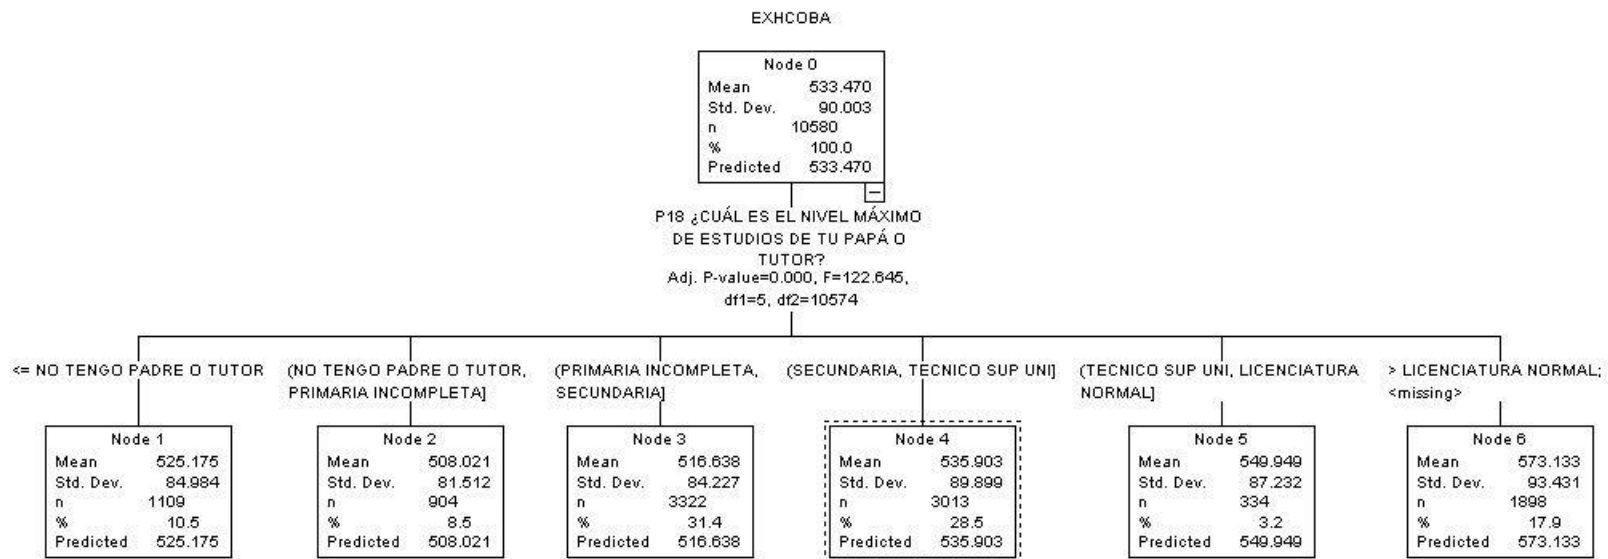 EXHCOBA
Node 0
Mean 533.470
Std. Dev. 90.003
n 10580
% 100.0
Predicted 533.470
P18 ¿CUÁL ES EL NIVEL MÁXIMO
DE ESTUDIOS DE TU PAPÁ O
TUTOR?
Adj. P-value=0.000, F=122.645,
df1=5, df2=10574
<= NO TENGO PADRE O TUTOR
Node 1
Mean 525.175
Std. Dev. 84.984
n 1109
% 10.5
Predicted 525.175
(NO TENGO PADRE O TUTOR,
PRIMARIA INCOMPLETA]
Node 2
Mean 508.021
Std. Dev. 81.512
n 904
% 8.5
Predicted 508.021
(PRIMARIA INCOMPLETA,
SECUNDARIA]
Node 3
Mean 516.638
Std. Dev. 84.227
n 3322
% 31.4
Predicted 516.638
(SECUNDARIA, TECNICO SUP UNI]
Node 4
Mean 535.903
Std. Dev. 89.899
n 3013
% 28.5
Predicted 535.903
(TECNICO SUP UNI, LICENCIATURA
NORMAL]
Node 5
Mean 549.949
Std. Dev. 87.232
n 334
% 3.2
Predicted 549.949
> LICENCIATURA NORMAL;
<missing>
Node 6
Mean 573.133
Std. Dev. 93.431
n 1898
% 17.9
Predicted 573.133